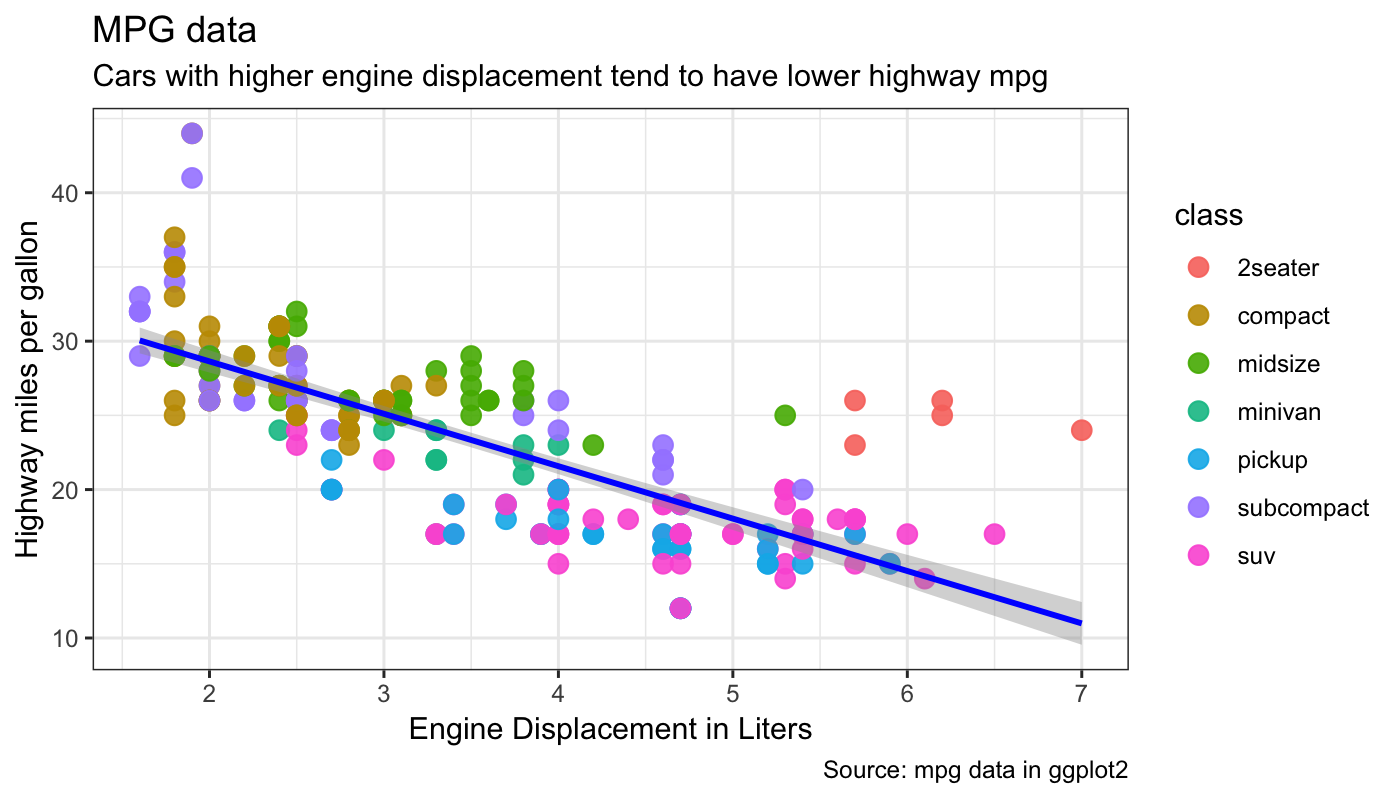 MPG data
Cars with higher engine displacement tend to have lower highway mpg
Highway miles per gallon
40
30
20
10
2 3 4 5 6 7
Engine Displacement in Liters
class
2seater
compact
midsize
minivan
pickup
subcompact
suv
Source: mpg data in ggplot2